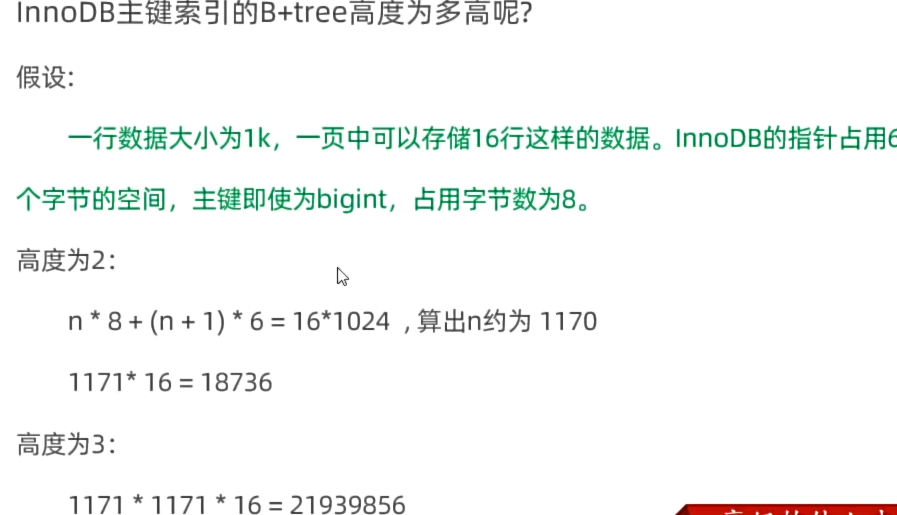 InnoDB主键索引的B+tree高度为多高呢?
假设:
一行数据大小为1k，一页中可以存储16行这样的数据。InnoDB的指针占用6
个字节的空间，主键即使为bigint，占用字节数为8。
高度为2：
n * 8 + (n + 1) * 6 = 16*1024 , 算出n约为 1170
1171* 16 = 18736
高度为3：
1171 * 1171 * 16 = 21939856